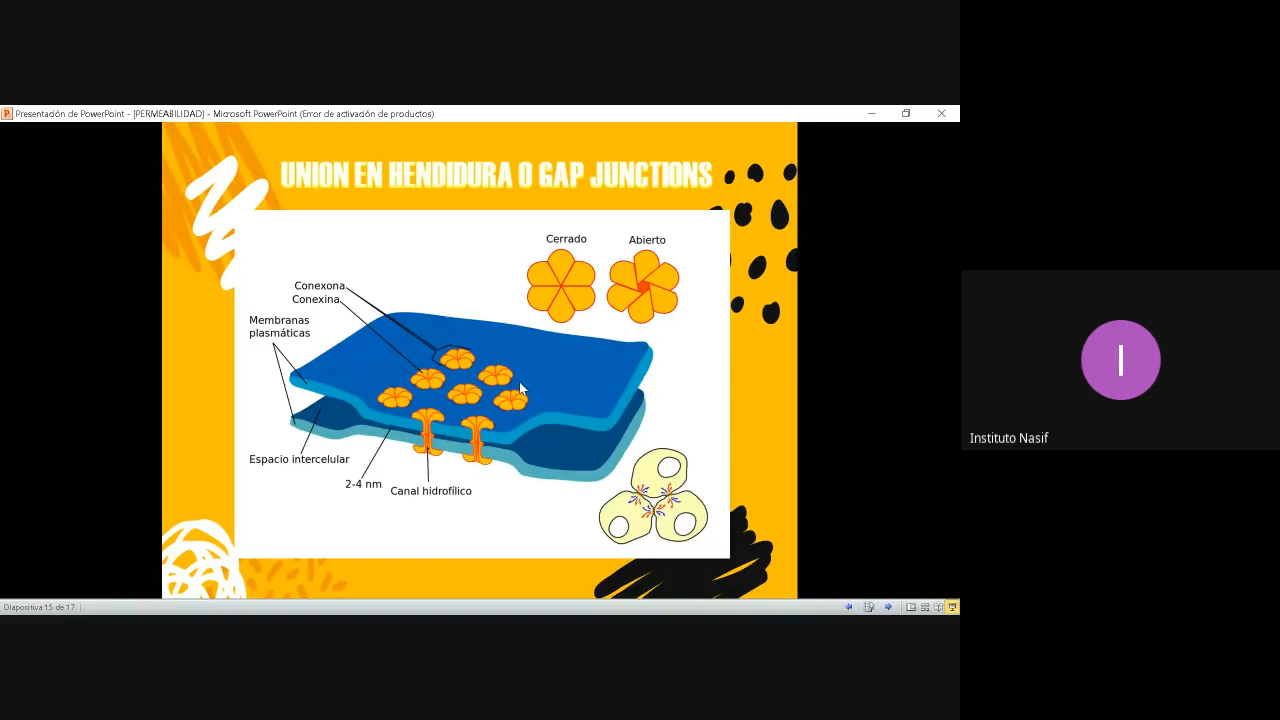 Presentación de PowerPoint - [PERMEABILIDAD] - Microsoft PowerPoint (Error de activación de productos)
UNION EN HENDIDURA O GAP JUNCTIONS
Cerrado
Abierto
Conexona
Conexina
Membranas
plasmáticas
Espacio intercelular
2-4 nm
Canal hidrofílico
I
Instituto Nasif
Diapositiva 15 de 17